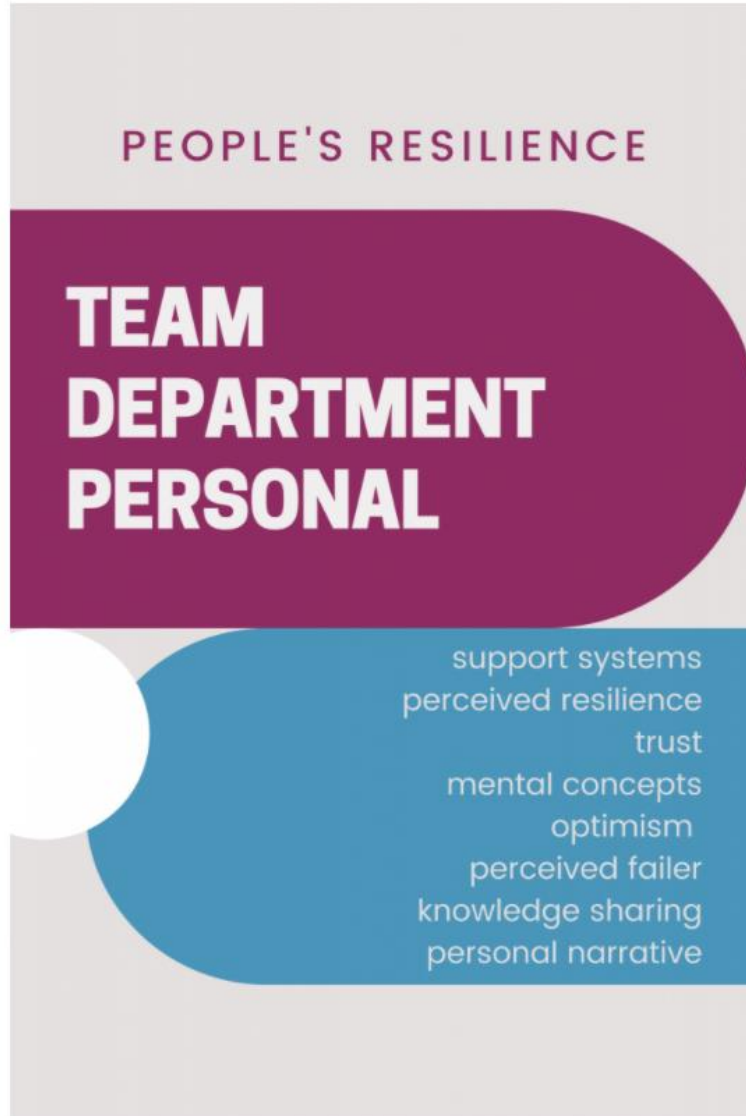 PEOPLE'S RESILIENCE
TEAM
DEPARTMENT
PERSONAL
support systems
perceived resilience
trust
mental concepts
optimism
perceived failer
knowledge sharing
personal narrative